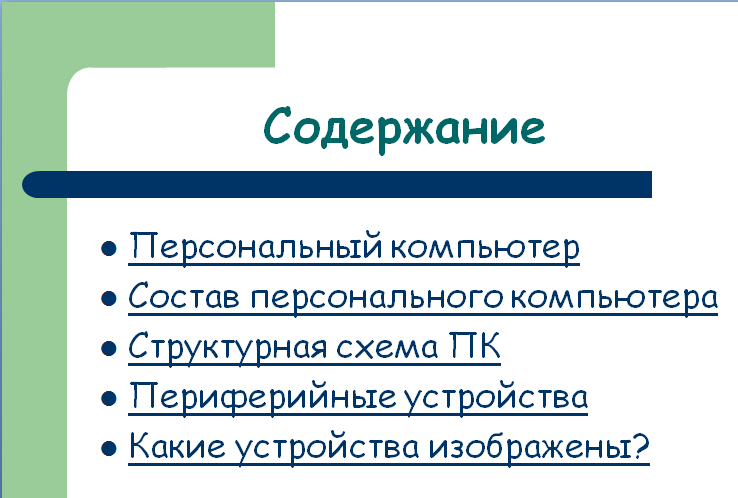 Содержание
Персональный компьютер
Состав персонального компьютера
Структурная схема ПК
Периферийные устройства
Какие устройства изображены?